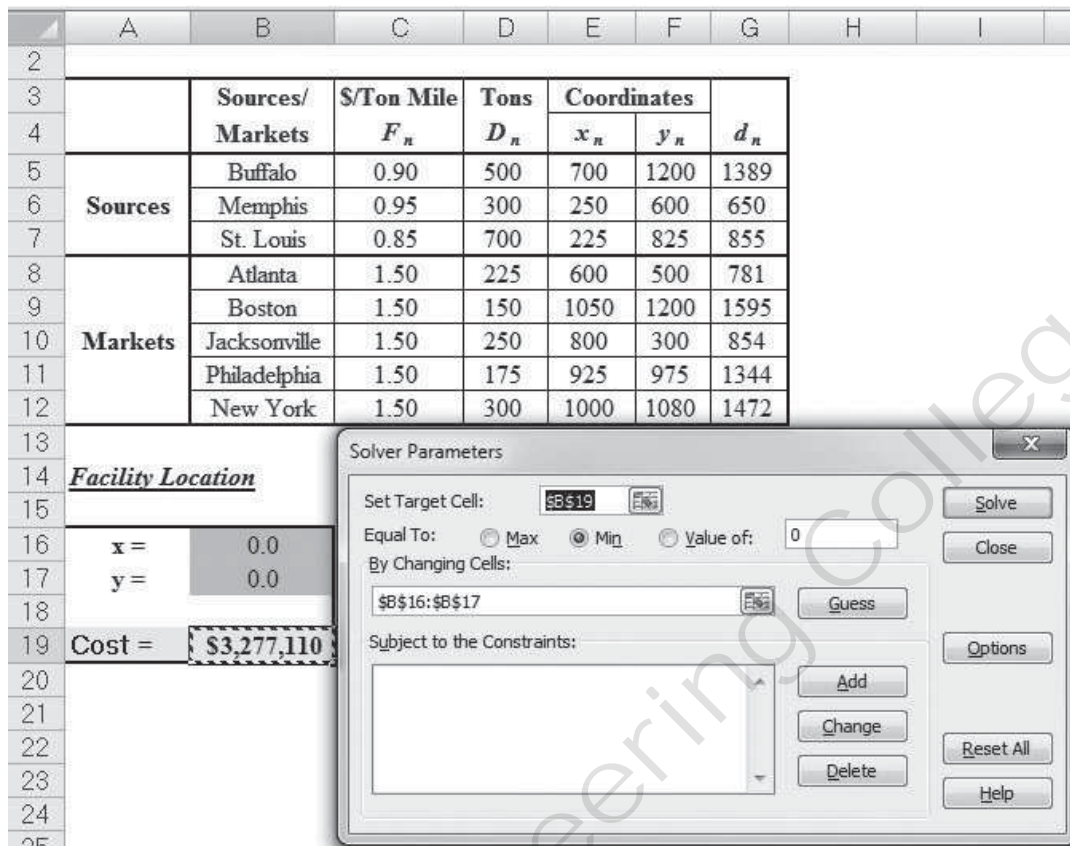 A B C D E F G H I
2
3 Sources/ $/Ton Mile Tons Coordinates
4 Markets F n D n x n y n d n
5 Buffalo 0.90 500 700 1200 1389
6 Sources Memphis 0.95 300 250 600 650
7 St. Louis 0.85 700 225 825 855
8 Atlanta 1.50 225 600 500 781
9 Boston 1.50 150 1050 1200 1595
10 Markets Jacksonville 1.50 250 800 300 854
11 Philadelphia 1.50 175 925 975 1344
12 New York 1.50 300 1000 1080 1472
13
14 Facility Location
15
16 x = 0.0
17 y = 0.0
18
19 Cost = $3,277,110
20
21
22
23
24
25
Solver Parameters
Set Target Cell: $B$19 Solve
Equal To: Max Min Value of: 0 Close
By Changing Cells:
$B$16:$B$17 Guess
Subject to the Constraints: Options
Add
Change
Reset All
Delete
Help
eering Colleg